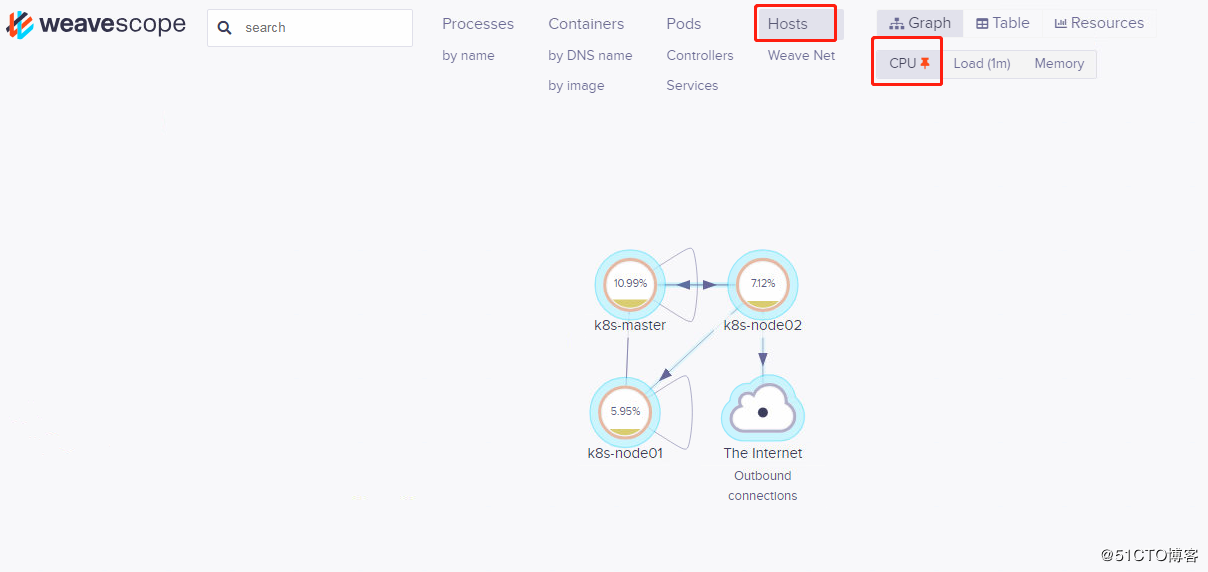 weavescope
search
Processes
by name
Containers
by DNS name
by image
Pods
Controllers
Services
Hosts
Weave Net
Graph
Table
Resources
CPU
Load (1m)
Memory
10.99%
k8s-master
7.12%
k8s-node02
5.95%
k8s-node01
The Internet
Outbound
connections
@51CTO博客